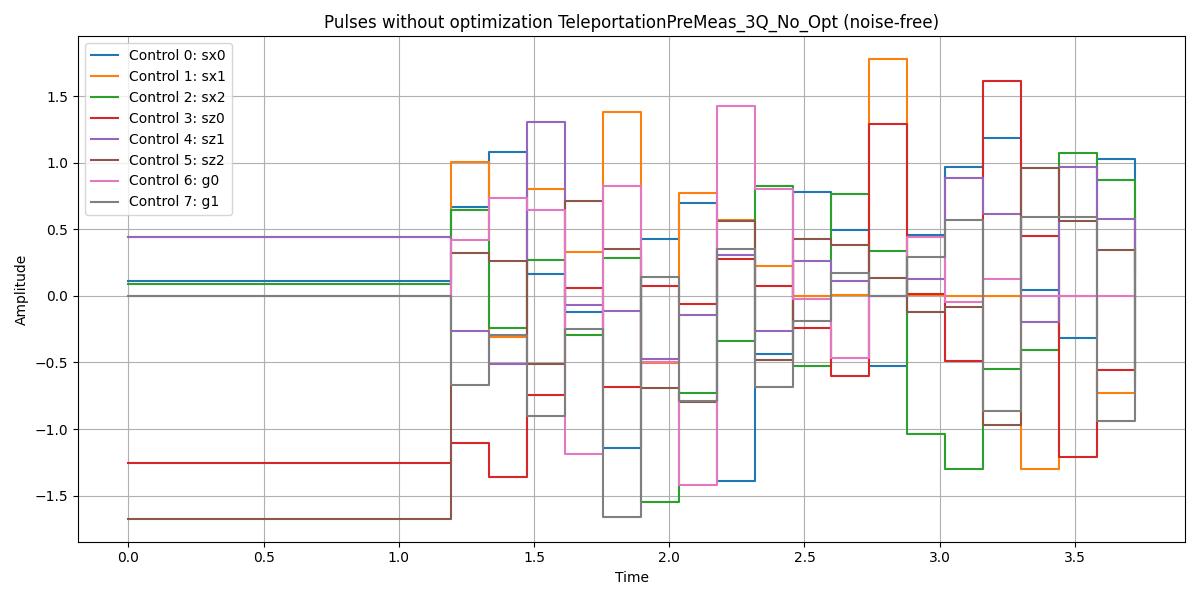 Pulses without optimization TeleportationPreMeas_3Q_No_Opt (noise-free)
Control 0: sx0
Control 1: sx1
Control 2: sx2
Control 3: sz0
Control 4: sz1
Control 5: sz2
Control 6: g0
Control 7: g1
Amplitude
1.5
1.0
0.5
0.0
−0.5
−1.0
−1.5
0.0 0.5 1.0 1.5 2.0 2.5 3.0 3.5
Time